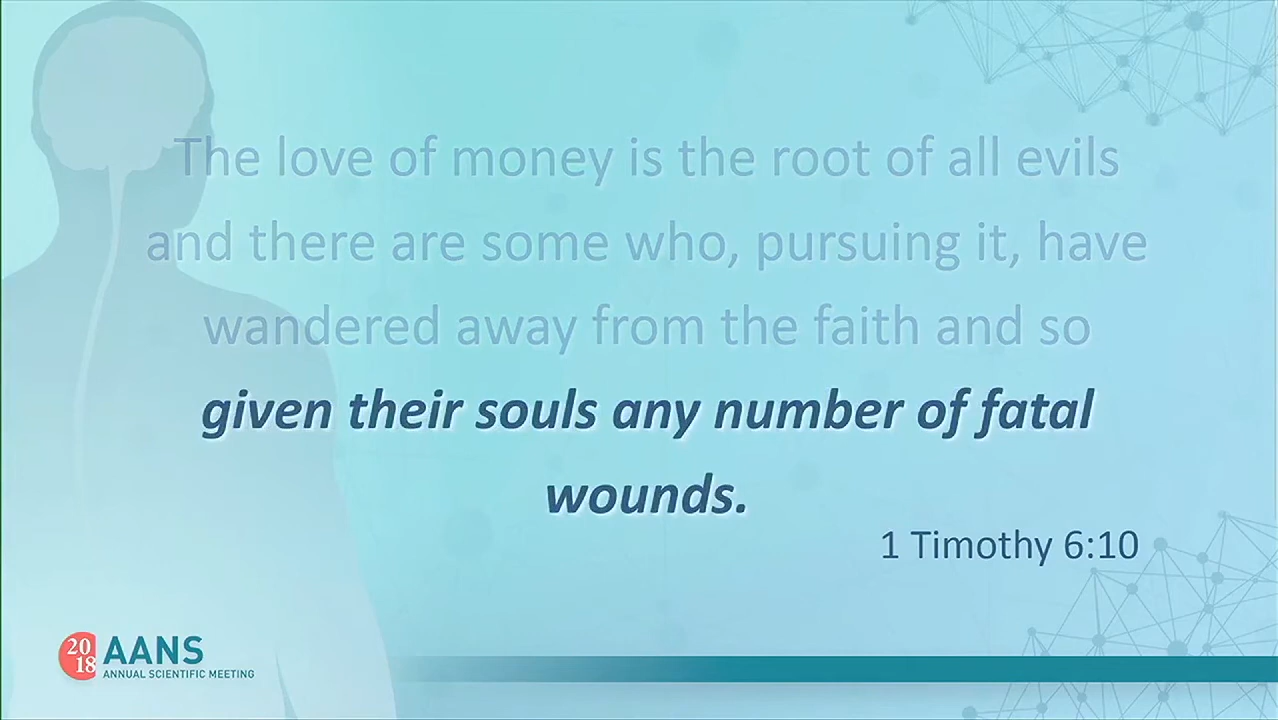 The love of money is the root of all evils
and there are some who, pursuing it, have
wandered away from the faith and so
given their souls any number of fatal
wounds.
1 Timothy 6:10
20
18
AANS
ANNUAL SCIENTIFIC MEETING